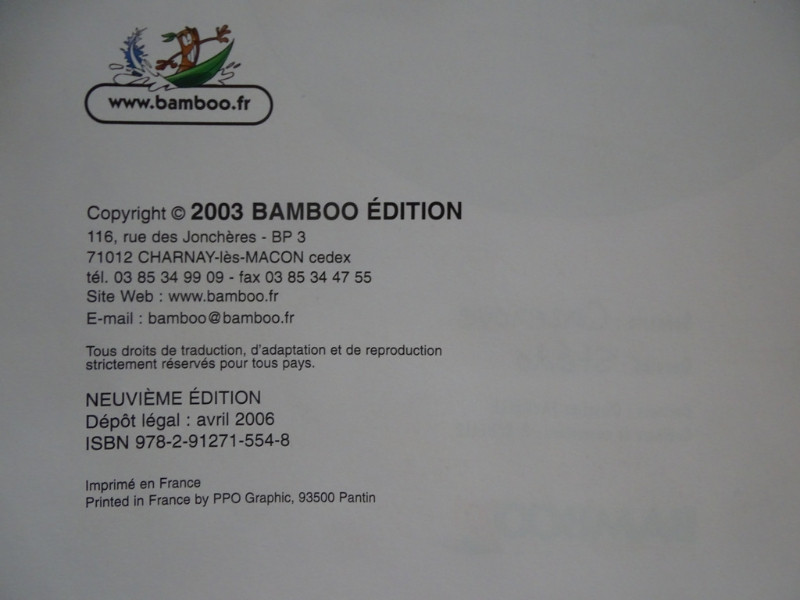 www.bamboo.fr
Copyright © 2003 BAMBOO ÉDITION
116, rue des Jonchères - BP 3
71012 CHARNAY-lès-MACON cedex
tél. 03 85 34 99 09 - fax 03 85 34 47 55
Site Web : www.bamboo.fr
E-mail : bamboo@bamboo.fr
Tous droits de traduction, d'adaptation et de reproduction
strictement réservés pour tous pays.
NEUVIÈME ÉDITION
Dépôt légal : avril 2006
ISBN 978-2-91271-554-8
Imprimé en France
Printed in France by PPO Graphic, 93500 Pantin